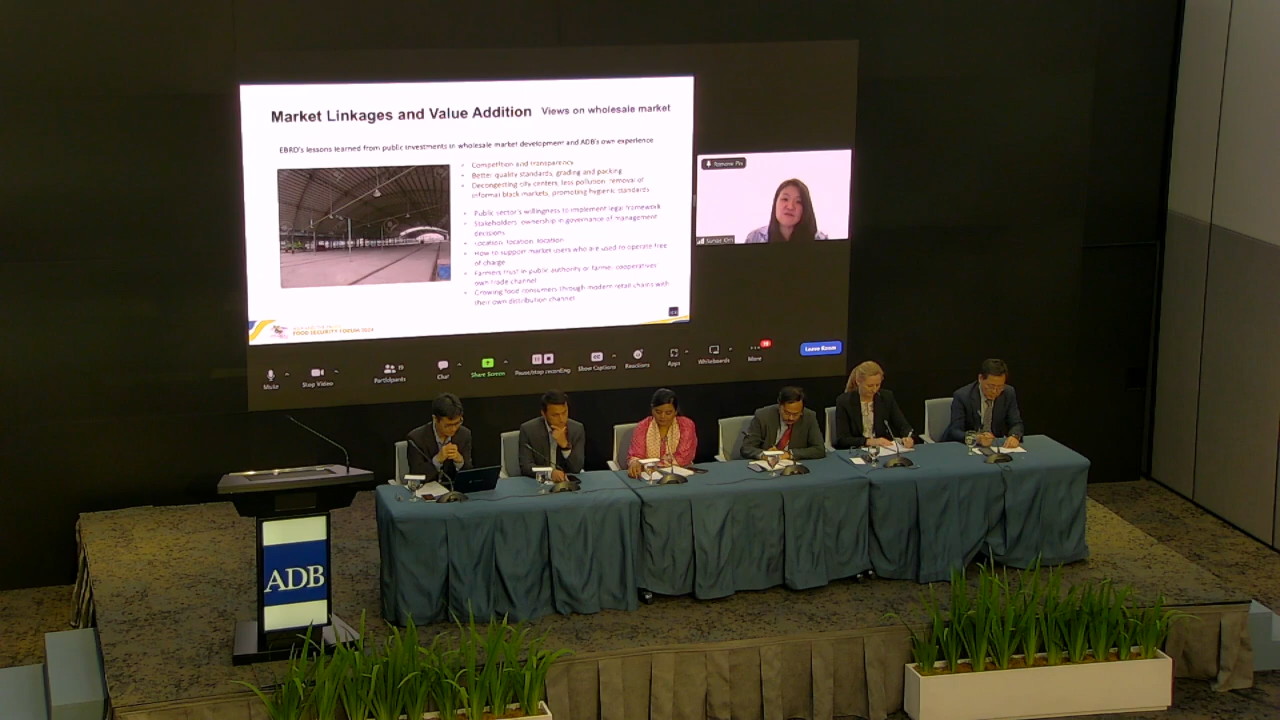 Market Linkages and Value Addition Views on wholesale market
EBRD's lessons learned from public investments in wholesale market development and ADB's own experience
• Competition and transparency
• Better quality standards, grading and packing
• Decongesting city centers, less pollution, removal of
informal black markets, promoting hygienic standards
• Public sector's willingness to implement legal framework
• Stakeholders' ownership in governance of management
decisions
• Location, location, location
• How to support market users who are used to operate free
of charge
• Farmers trust in public authority or farmer cooperatives
own trade channel
• Growing food consumers through modern retail chains with
their own distribution channel
FOOD SECURITY FORUM 2024
Mute
Stop Video
Participants
19
Chat
Share Screen
Pause/stop recording
Show Captions
Reactions
Apps
Whiteboards
More
Leave Room
ADB